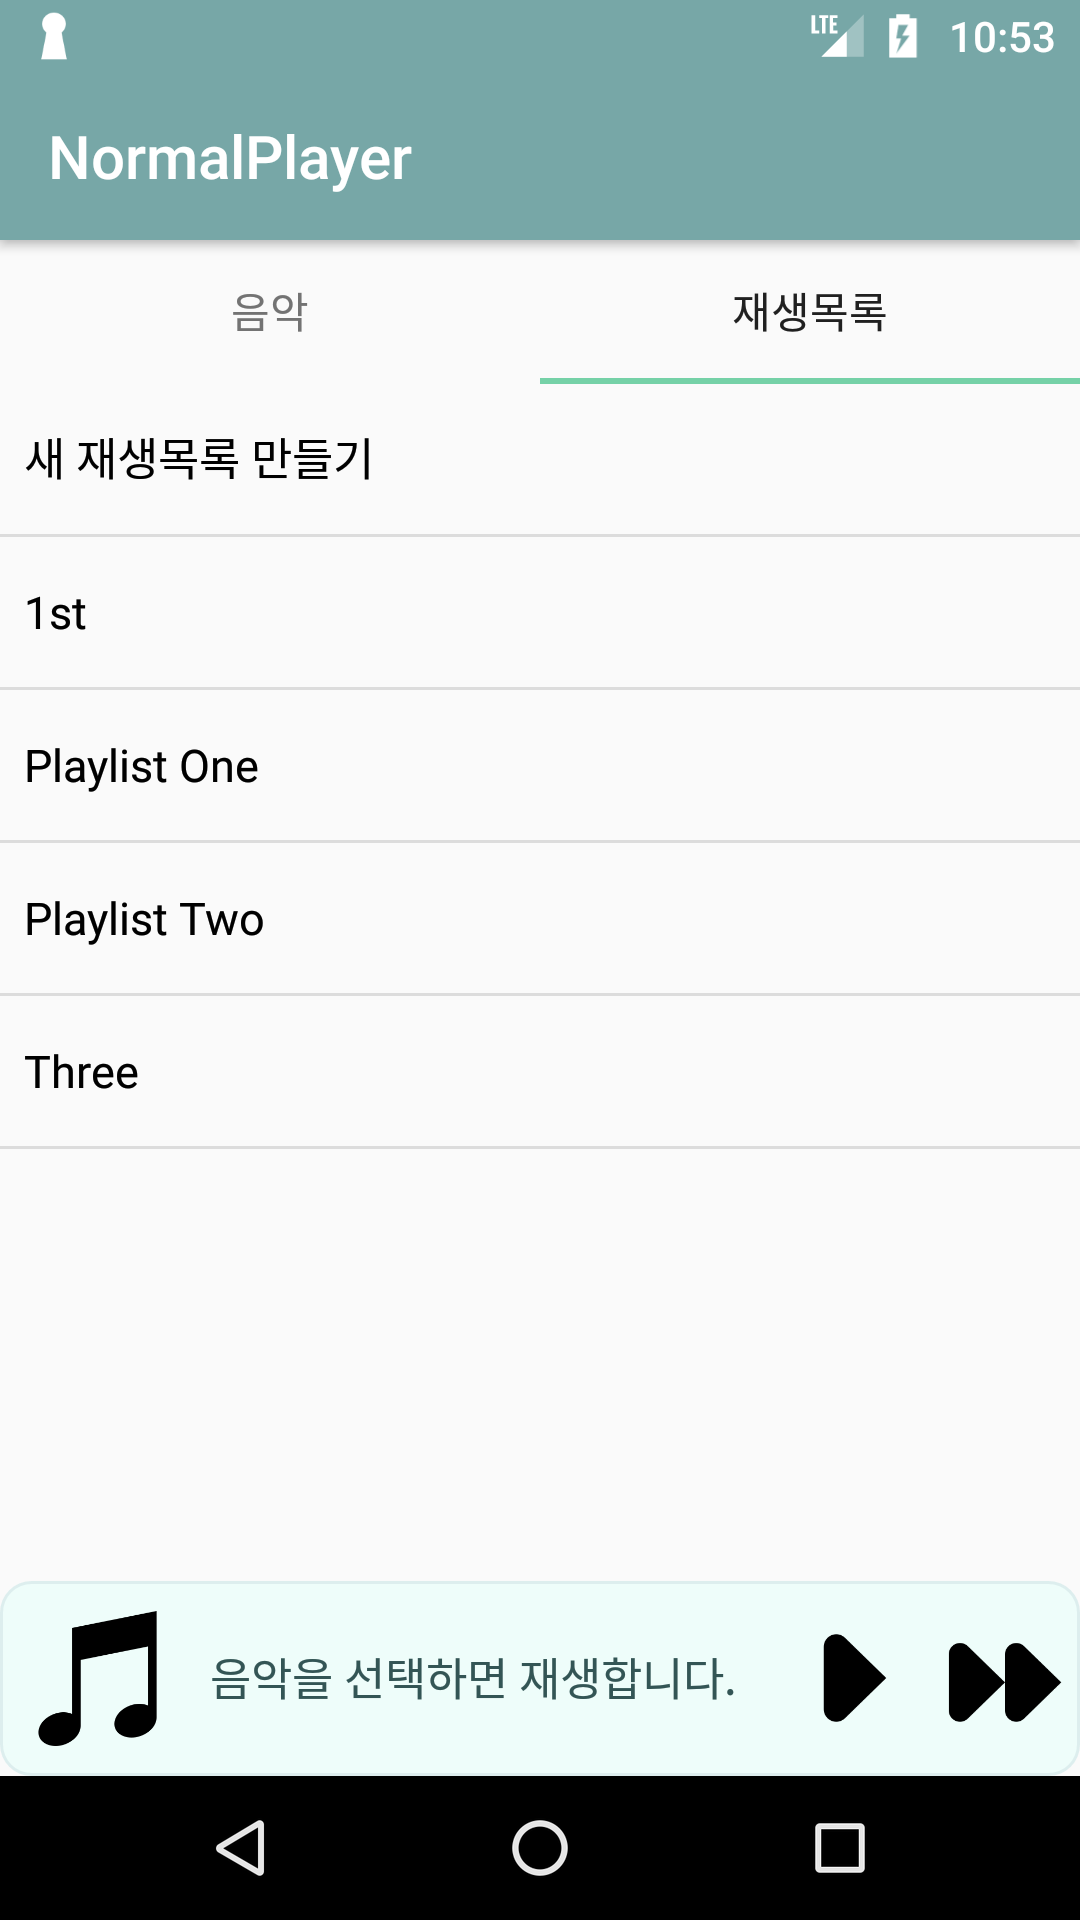 LTE 10:53
NormalPlayer
음악 재생목록
새 재생목록 만들기
1st
Playlist One
Playlist Two
Three
음악을 선택하면 재생합니다.